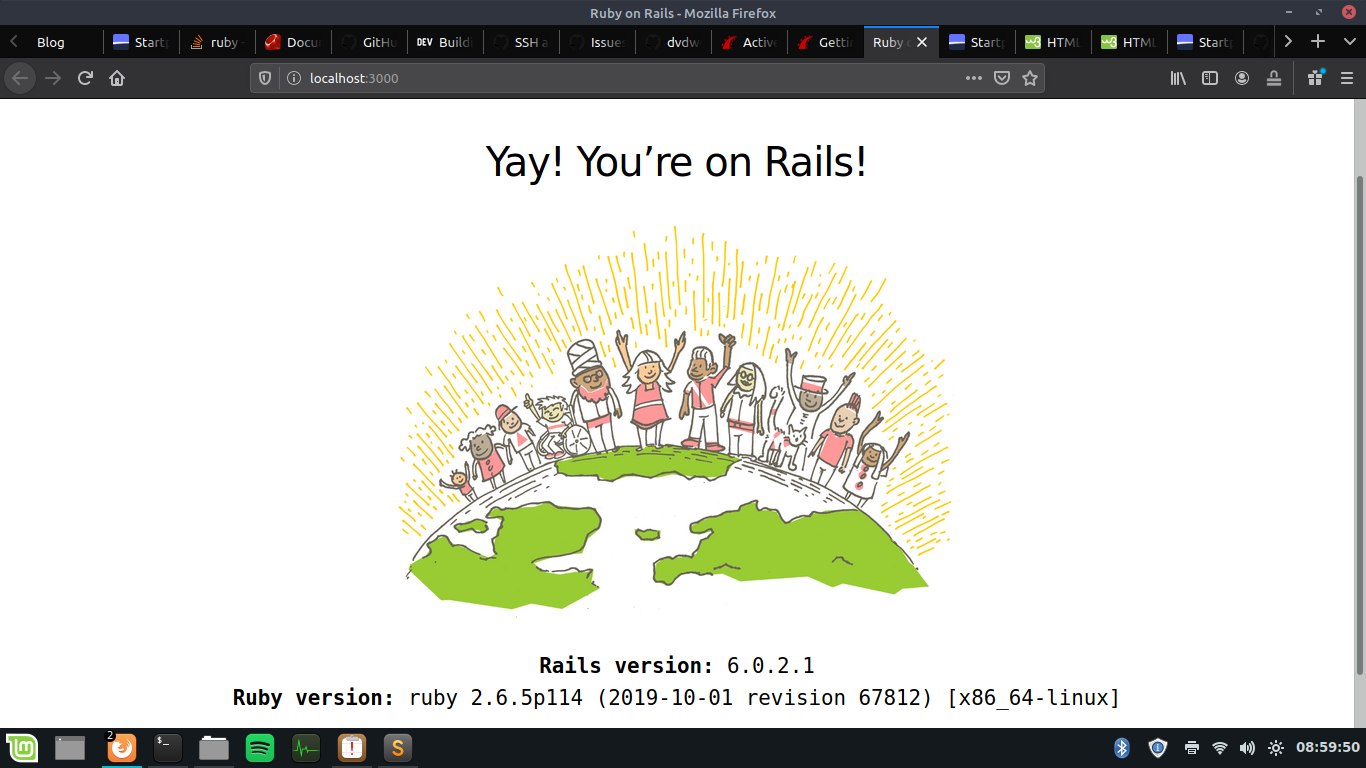 Ruby on Rails - Mozilla Firefox
Blog
Startp
ruby
Docu
GitHu
DEV Buildi
SSH a
Issues
dvdw
Active
Gettin
Ruby o
Startp
HTML
HTML
Startp
localhost:3000
Yay! You’re on Rails!
Rails version: 6.0.2.1
Ruby version: ruby 2.6.5p114 (2019-10-01 revision 67812) [x86_64-linux]
2
$_
S
08:59:50